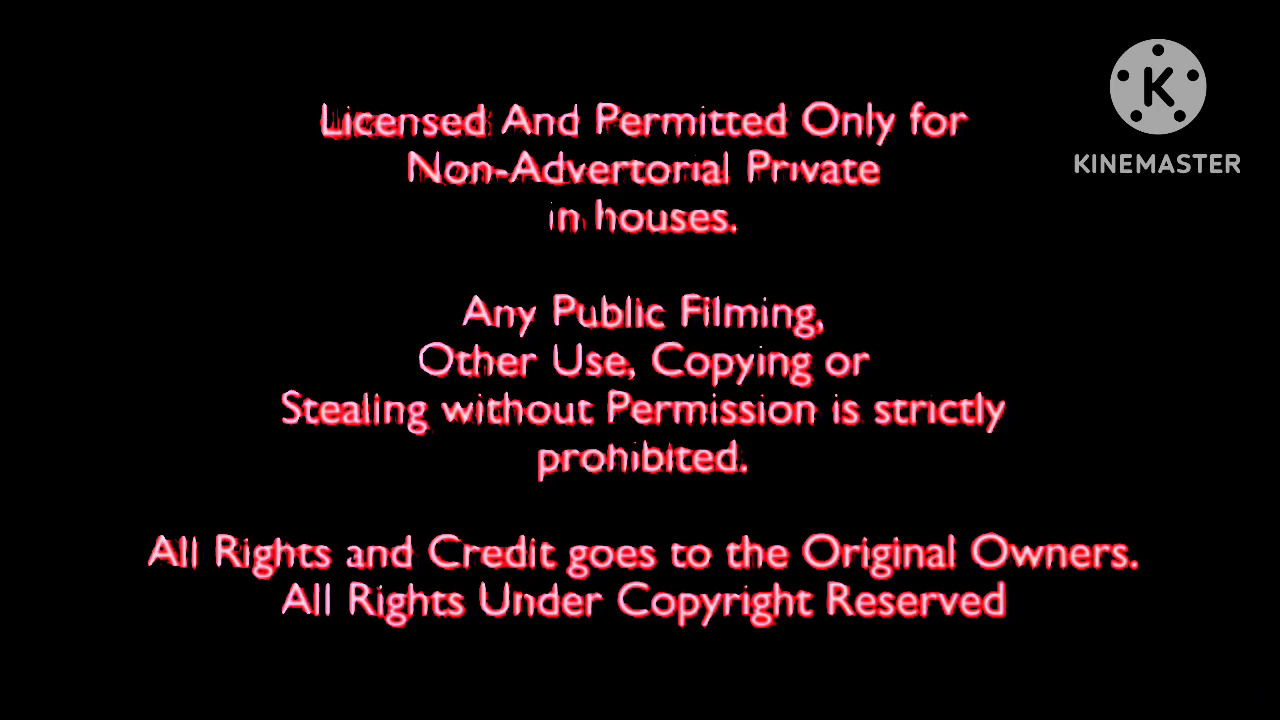 KINEMASTER
Licensed And Permitted Only for
Non-Advertorial Private
in houses.
Any Public Filming,
Other Use, Copying or
Stealing without Permission is strictly
prohibited.
All Rights and Credit goes to the Original Owners.
All Rights Under Copyright Reserved